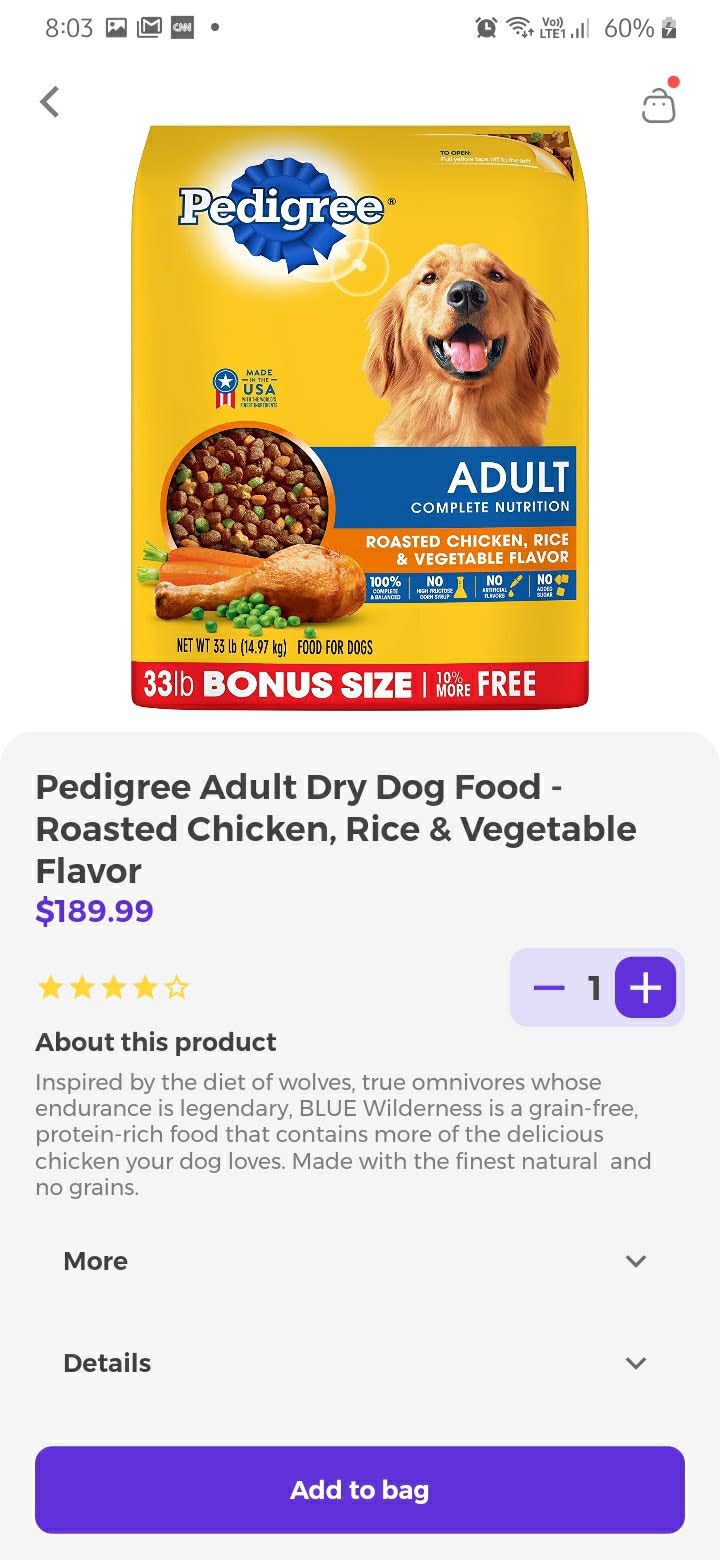 8:03
CNN
Vo))
LTE1
60%
TO OPEN:
Pull yellow tape off to the left
Pedigree®
MADE
IN THE
USA
WITH THE WORLD'S
FINEST INGREDIENTS
ADULT
COMPLETE NUTRITION
ROASTED CHICKEN, RICE
& VEGETABLE FLAVOR
100%
COMPLETE
& BALANCED
NO
HIGH FRUCTOSE
CORN SYRUP
NO
ARTIFICIAL
FLAVORS
NO
ADDED
SUGAR
NET WT 33 lb (14.97 kg) FOOD FOR DOGS
33lb BONUS SIZE | 10% MORE FREE
Pedigree Adult Dry Dog Food -
Roasted Chicken, Rice & Vegetable
Flavor
$189.99
1
About this product
Inspired by the diet of wolves, true omnivores whose
endurance is legendary, BLUE Wilderness is a grain-free,
protein-rich food that contains more of the delicious
chicken your dog loves. Made with the finest natural  and
no grains.
More
Details
Add to bag